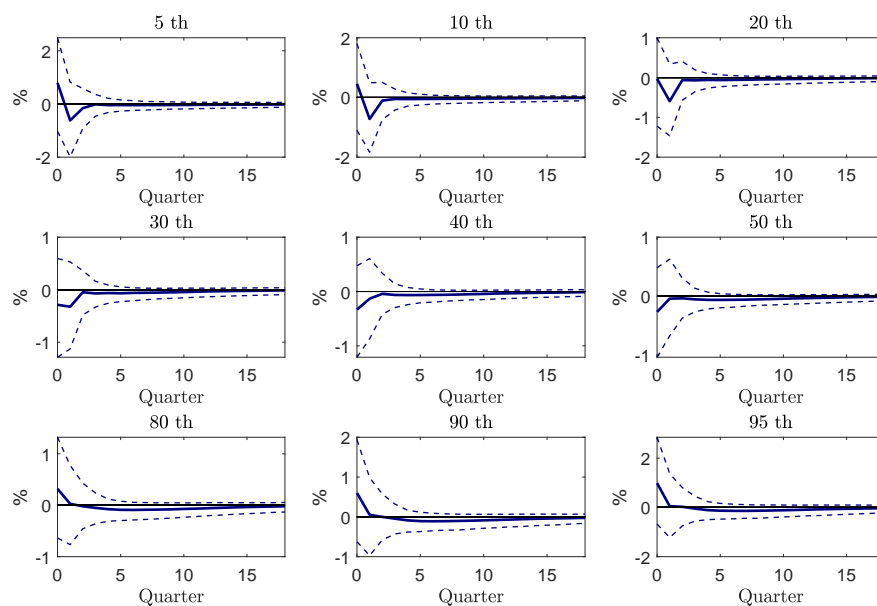 5 th 10 th 20 th
2 2 1
% 0 % 0 % 0
-2 -2 -2
0 5 10 15 0 5 10 15 0 5 10 15
Quarter Quarter Quarter
30 th 40 th 50 th
1 1 1
% 0 % 0 % 0
-1 -1 -1
0 5 10 15 0 5 10 15 0 5 10 15
Quarter Quarter Quarter
80 th 90 th 95 th
1 2 2
% 0 % 1 % 0
0
-1 -1 -2
0 5 10 15 0 5 10 15 0 5 10 15
Quarter Quarter Quarter